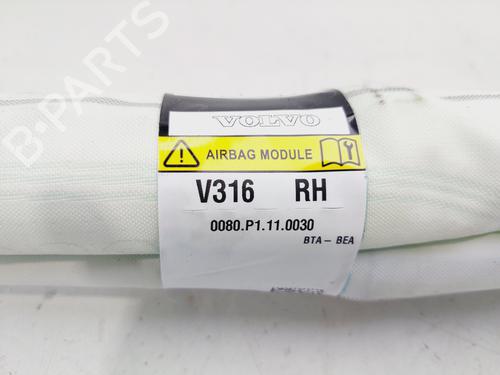 VOLVO
AIRBAG MODULE
V316 RH
0080.P1.11.0030
BTA - BEA
B-PARTS